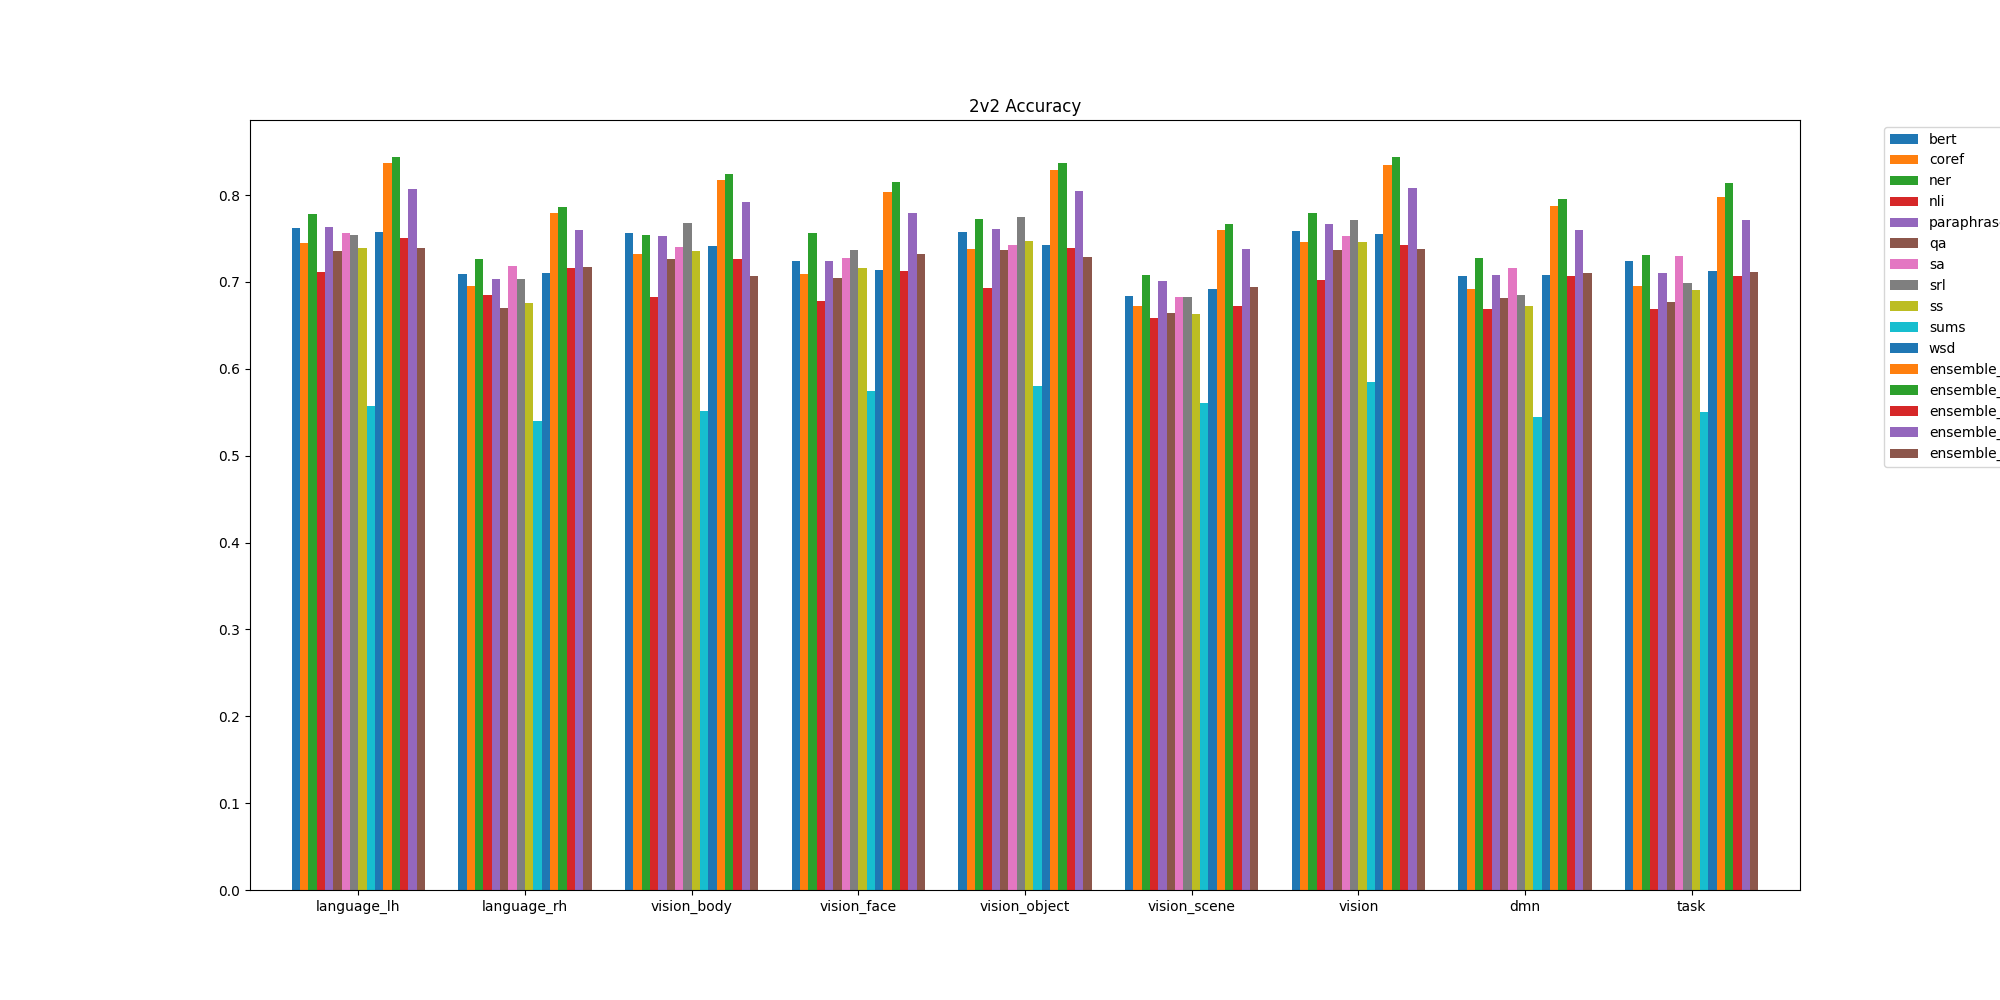 2v2 Accuracy
0.8
0.7
0.6
0.5
0.4
0.3
0.2
0.1
0.0
language_lh
language_rh
vision_body
vision_face
vision_object
vision_scene
vision
dmn
task
bert
coref
ner
nli
paraphras
qa
sa
srl
ss
sums
wsd
ensemble_
ensemble_
ensemble_
ensemble_
ensemble_